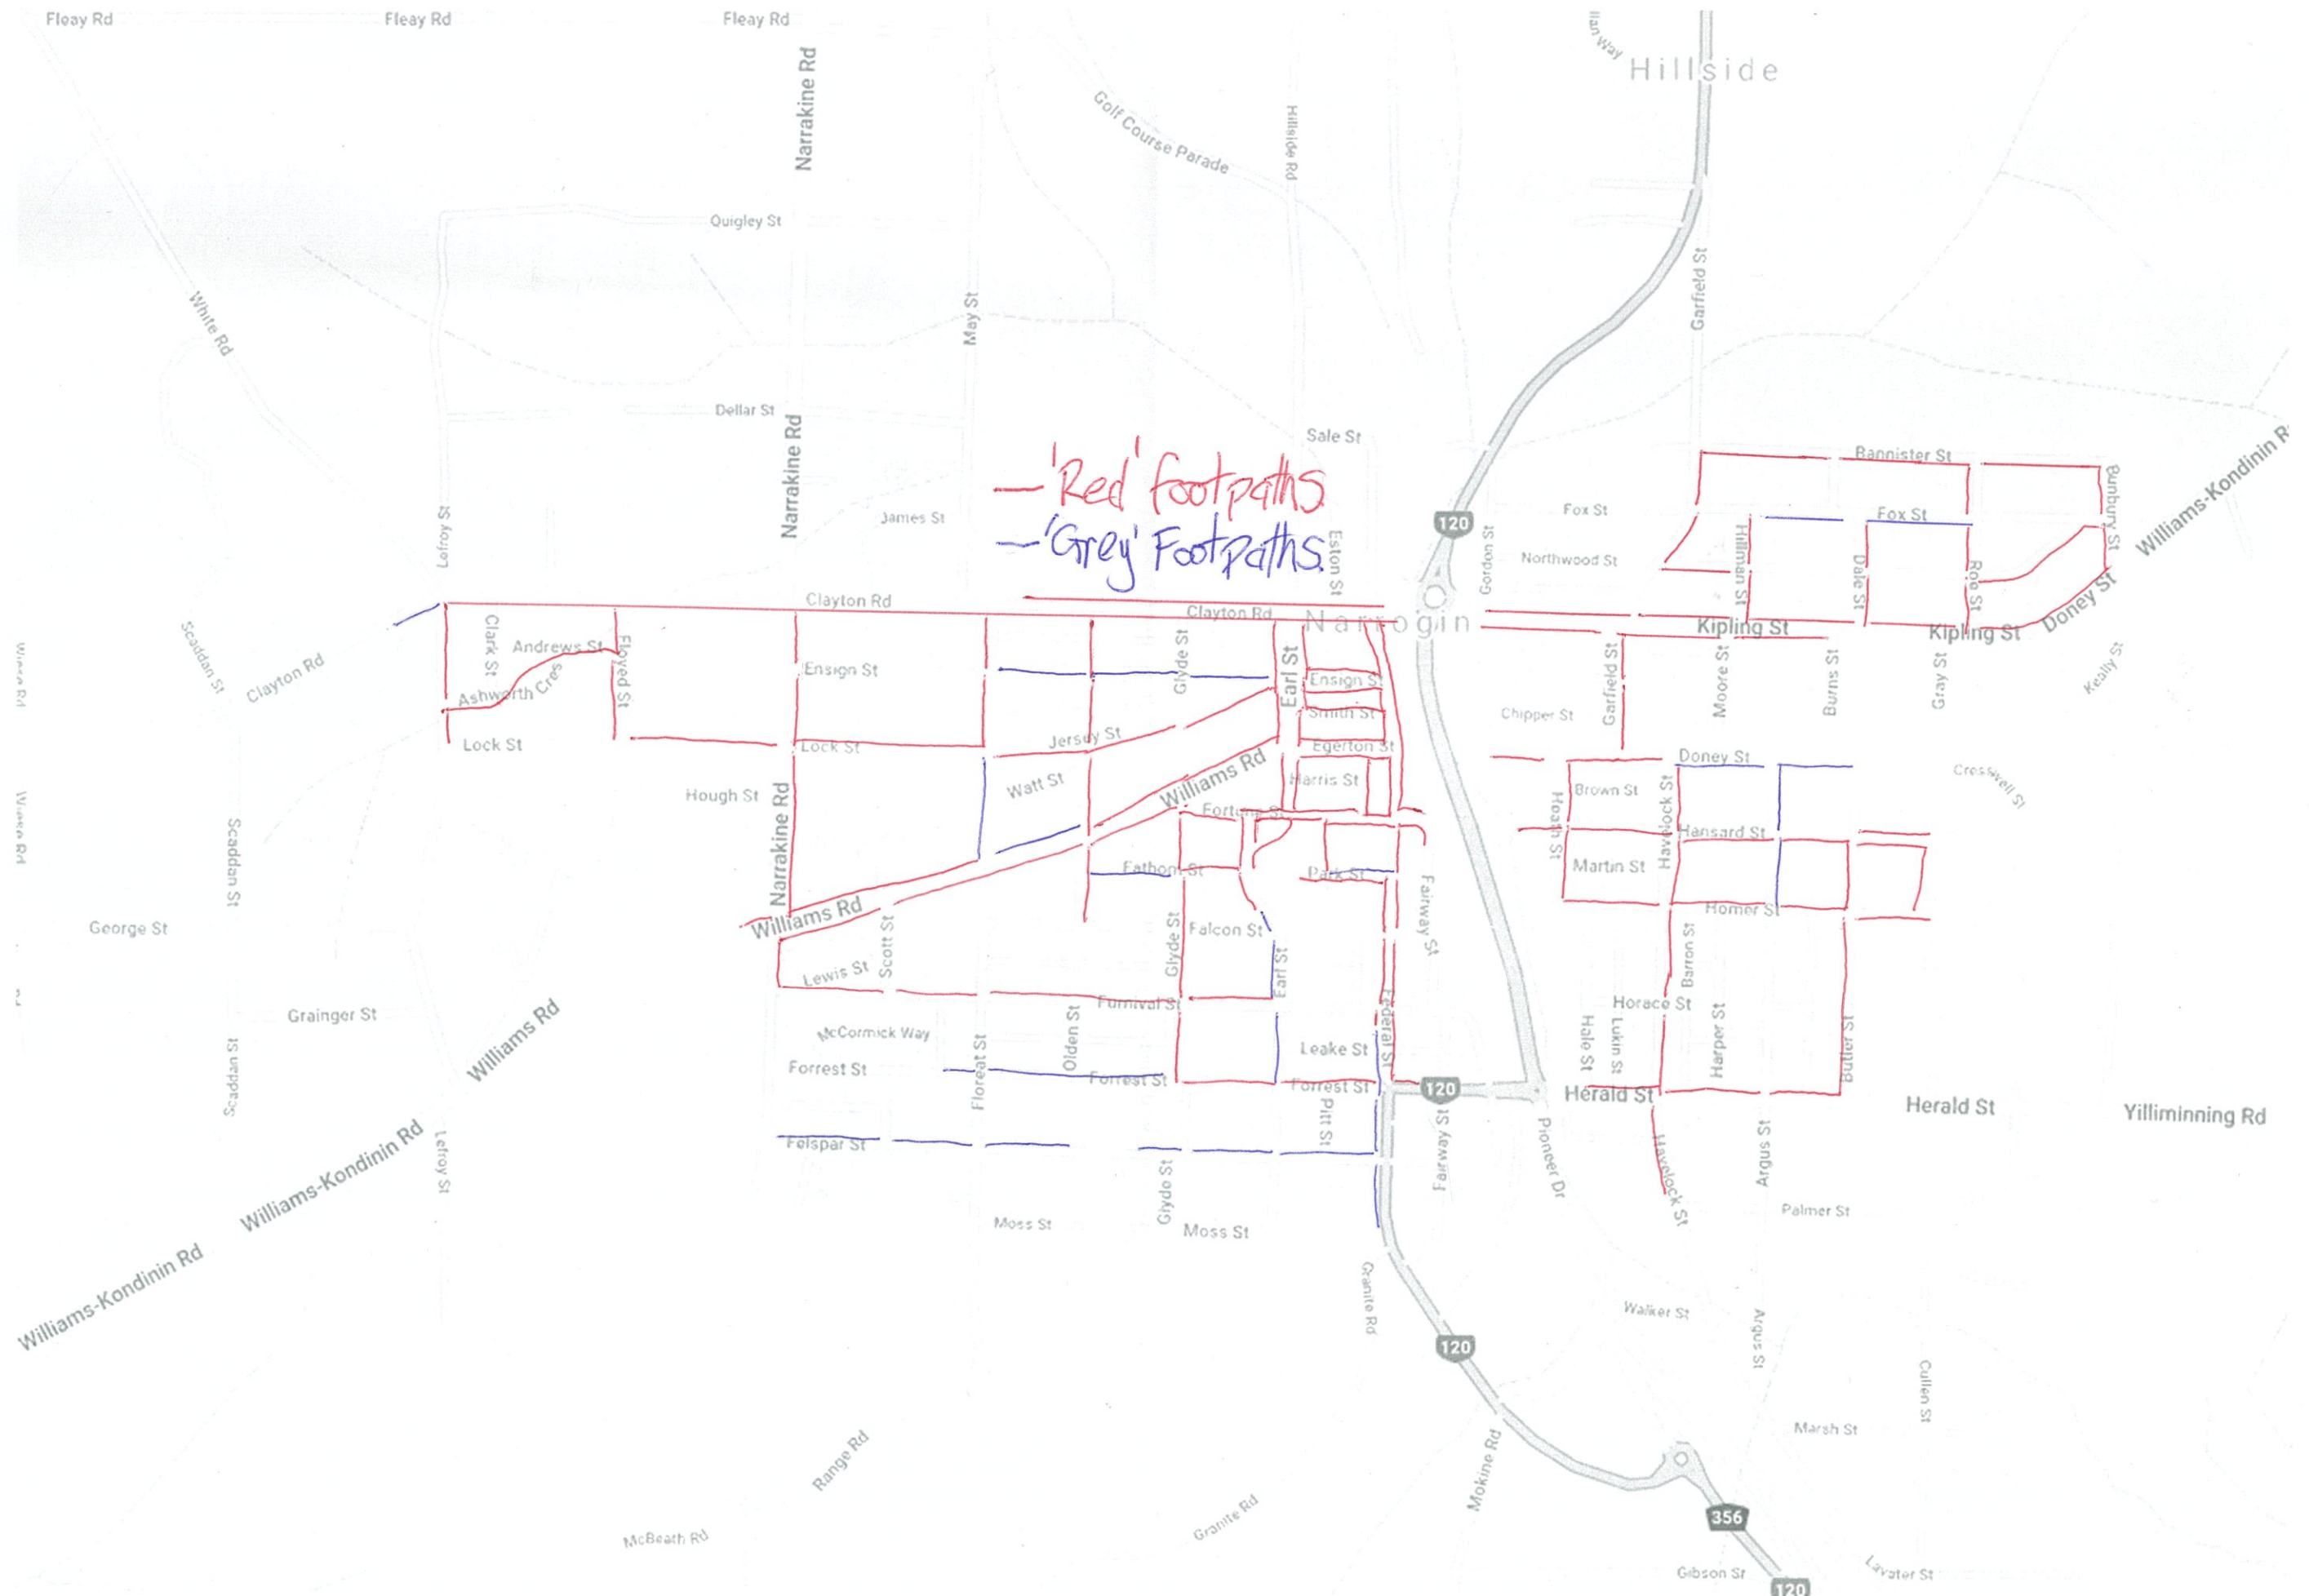 Fleay Rd
Fleay Rd
Fleay Rd
Hillside
Narrakine Rd
Golf Course Parade
Hillside Rd
Quigley St
White Rd
May St
Garfield St
Dellar St
Narrakine Rd
Sale St
Bannister St
Bunbury St
'Red' footpaths.
'Grey' Footpaths.
James St
Lefroy St
Eston St
120
Gordon St
Fox St
Northwood St
Fox St
Hillman St
Dale St
Roe St
Doney St
Clayton Rd
Clayton Rd
Narrogin
Kipling St
Kipling St
Scaddan St
Clayton Rd
Clark St
Andrews St
Floyed St
Ashworth Cres
Ensign St
Glyde St
Earl St
Ensign St
Smith St
Garfield St
Moore St
Burns St
Gray St
Keally St
Lock St
Lock St
Jersey St
Egerton St
Chipper St
Doney St
Hough St
Narrakine Rd
Watt St
Williams Rd
Harris St
Heath St
Brown St
Havelock St
Cresswell St
Fortune St
Hansard St
Scaddan St
Fathom St
Park St
Fairway St
Martin St
George St
Williams Rd
Scott St
Glyde St
Falcon St
Homer St
Lewis St
Earl St
Barron St
Grainger St
Williams Rd
Furnival St
Federal St
Horace St
McCormick Way
Olden St
Floreat St
Leake St
Hale St
Lukin St
Harper St
Butler St
Scaddan St
Forrest St
Forrest St
Forrest St
120
Herald St
Herald St
Yilliminning Rd
Williams-Kondinin Rd
Lefroy St
Felspar St
Pitt St
Fairway St
Pioneer Dr
Havelock St
Argus St
Glyde St
Moss St
Moss St
Palmer St
Williams-Kondinin Rd
Granite Rd
Walker St
Argus St
120
Cullen St
Range Rd
Mokine Rd
Marsh St
McBeath Rd
Granite Rd
356
Gibson St
Lavater St
120